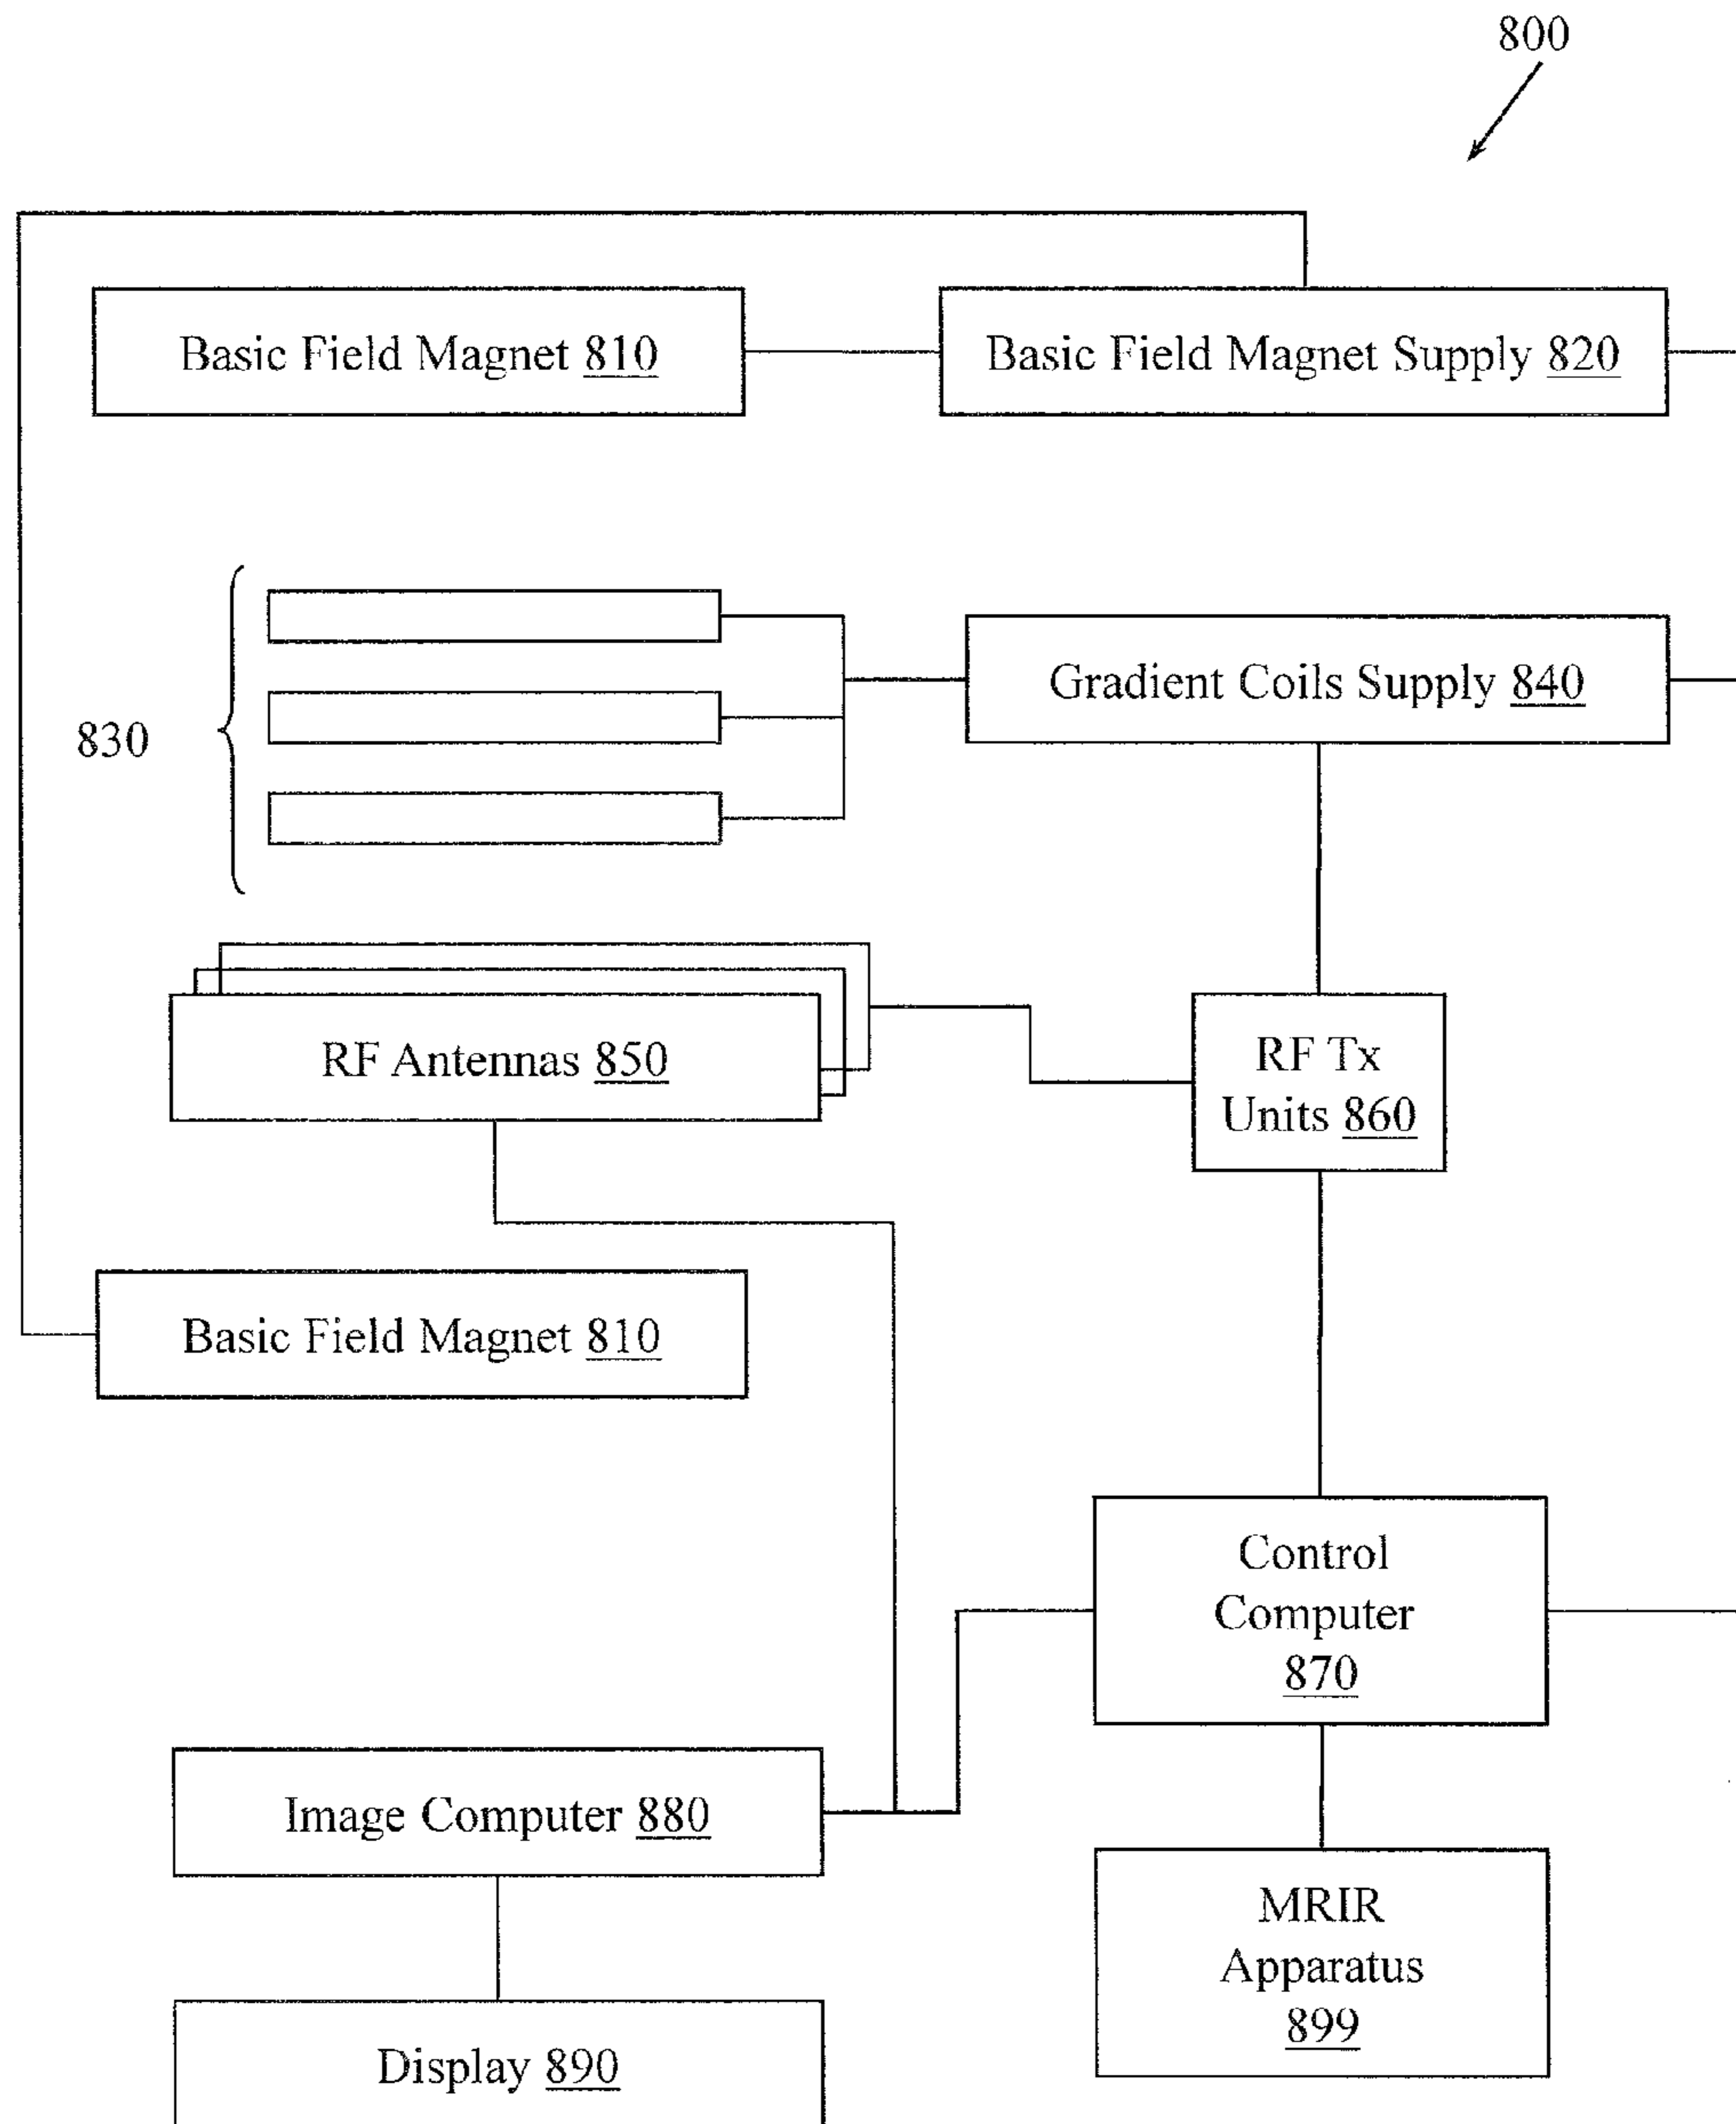 800
Basic Field Magnet 810
Basic Field Magnet Supply 820
830
Gradient Coils Supply 840
RF Antennas 850
RF Tx
Units 860
Basic Field Magnet 810
Control
Computer
870
Image Computer 880
MRIR
Apparatus
899
Display 890